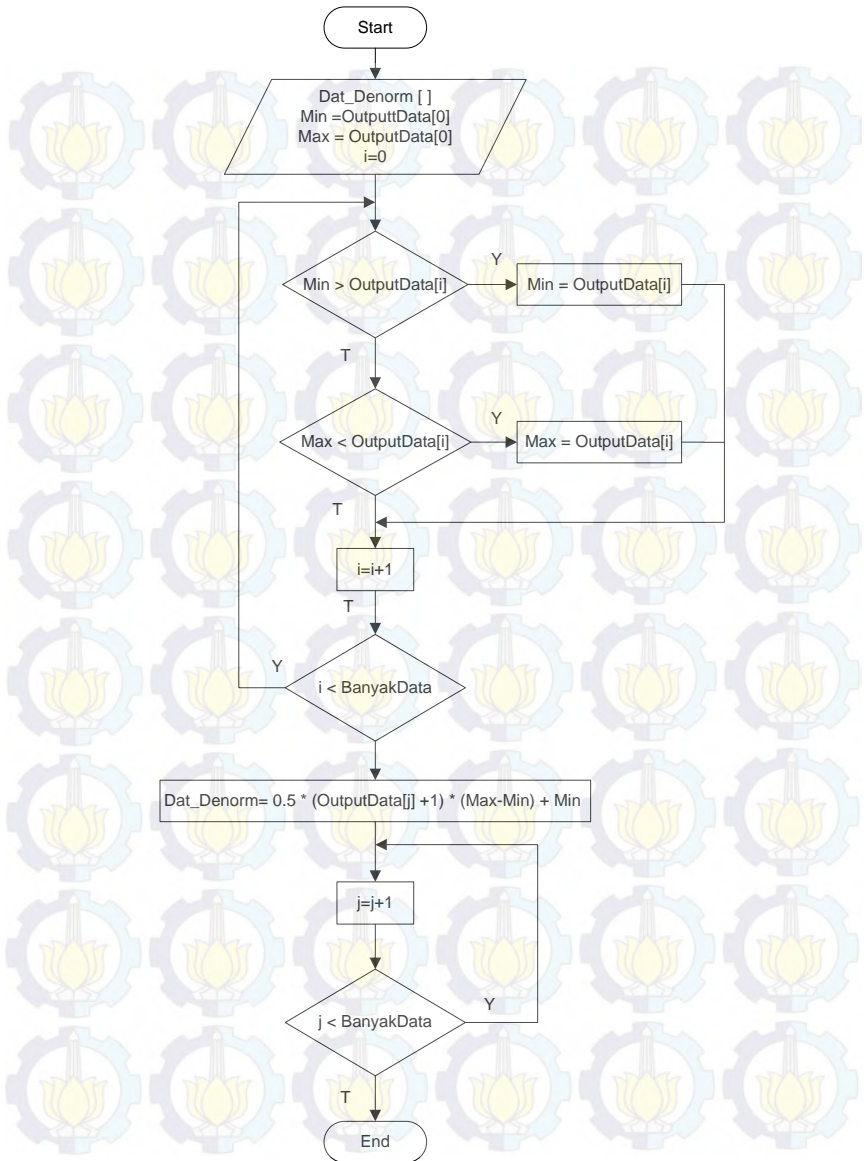 Start
Dat_Denorm [ ]
Min =OutputtData[0]
Max = OutputData[0]
i=0
Min > OutputData[i]
Y
Min = OutputData[i]
T
Max < OutputData[i]
Y
Max = OutputData[i]
T
i=i+1
T
Y
i < BanyakData
Dat_Denorm= 0.5 * (OutputData[j] +1) * (Max-Min) + Min
j=j+1
j < BanyakData
Y
T
End